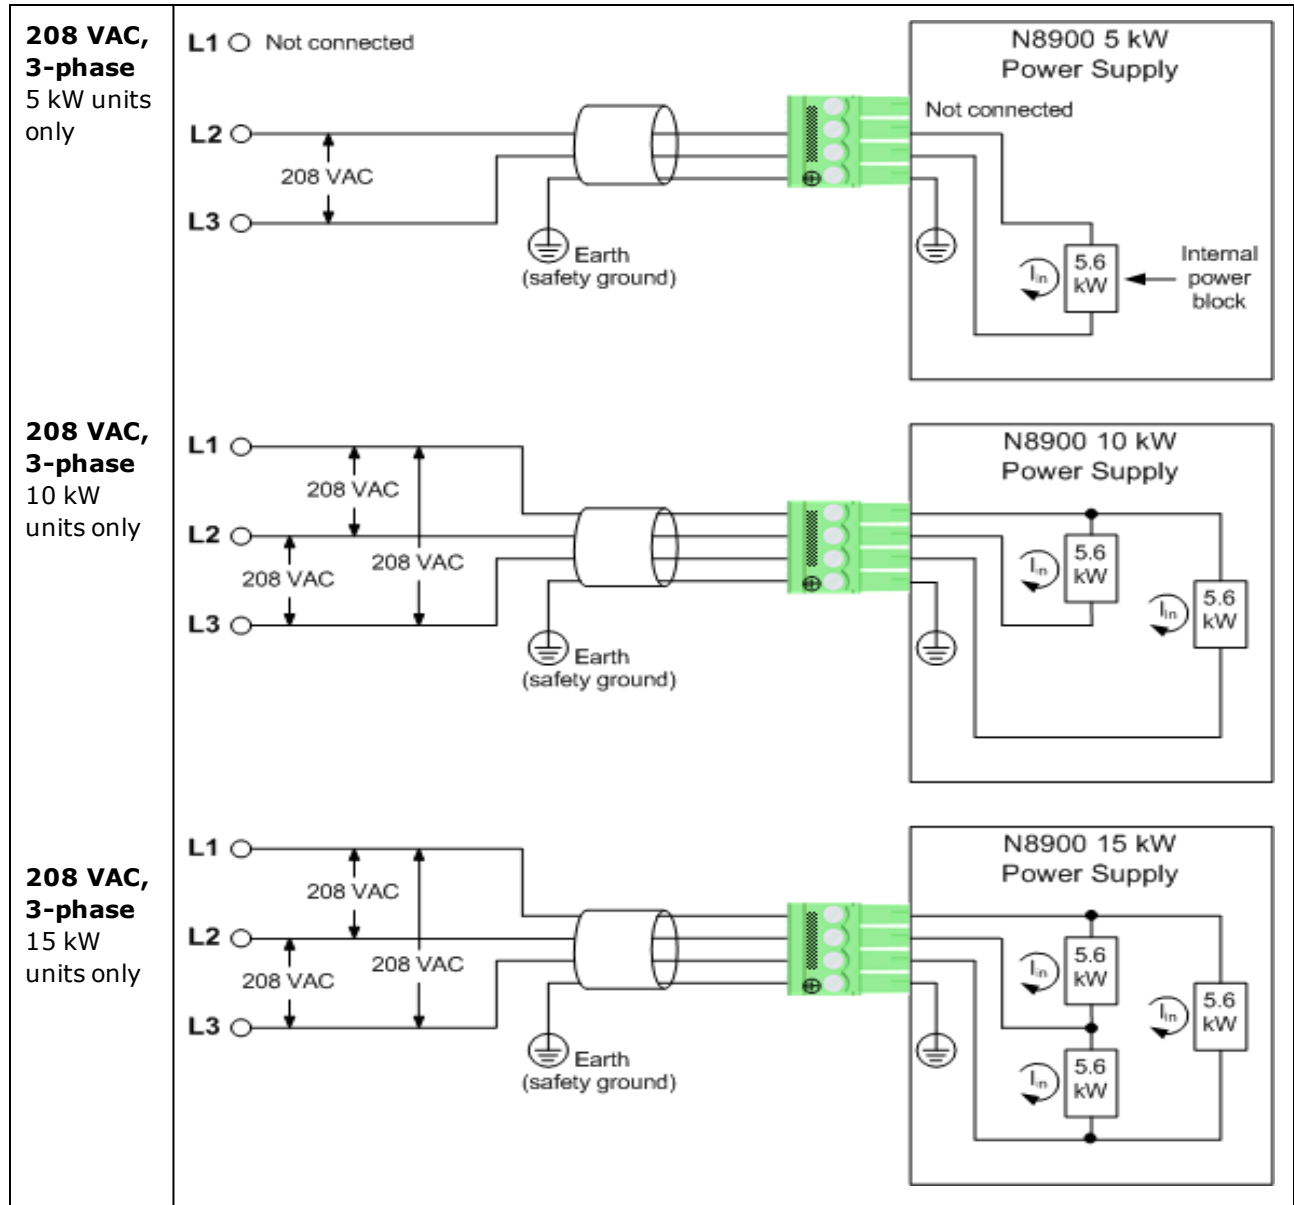 208 VAC,
3-phase
5 kW units
only
L1 Not connected
L2
208 VAC
L3
Earth
(safety ground)
N8900 5 kW
Power Supply
Not connected
Iin
5.6
kW
Internal
power
block
208 VAC,
3-phase
10 kW
units only
L1
208 VAC
L2
208 VAC
208 VAC
L3
Earth
(safety ground)
N8900 10 kW
Power Supply
Iin
5.6
kW
Iin
5.6
kW
208 VAC,
3-phase
15 kW
units only
L1
208 VAC
L2
208 VAC
208 VAC
L3
Earth
(safety ground)
N8900 15 kW
Power Supply
Iin
5.6
kW
Iin
5.6
kW
Iin
5.6
kW